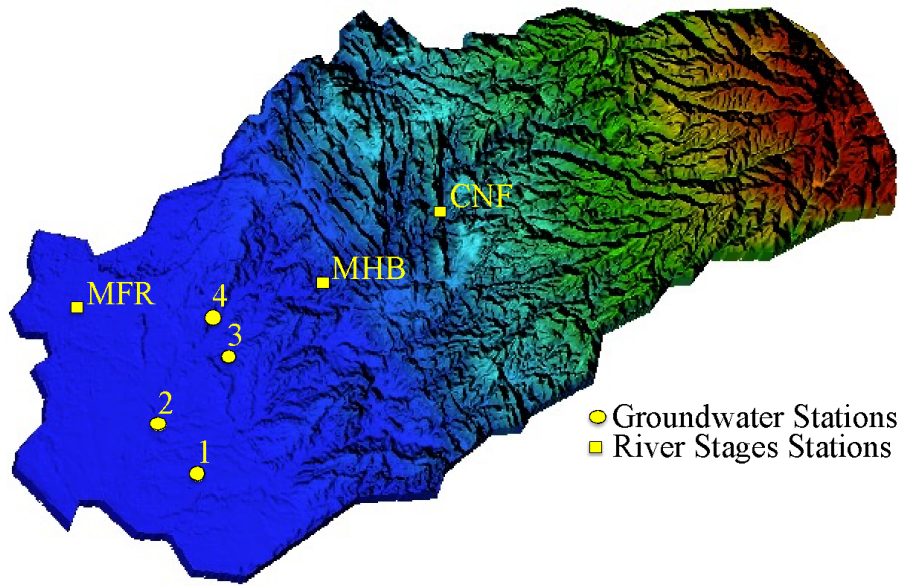 CNF
MHB
MFR
4
3
2
1
Groundwater Stations
River Stages Stations